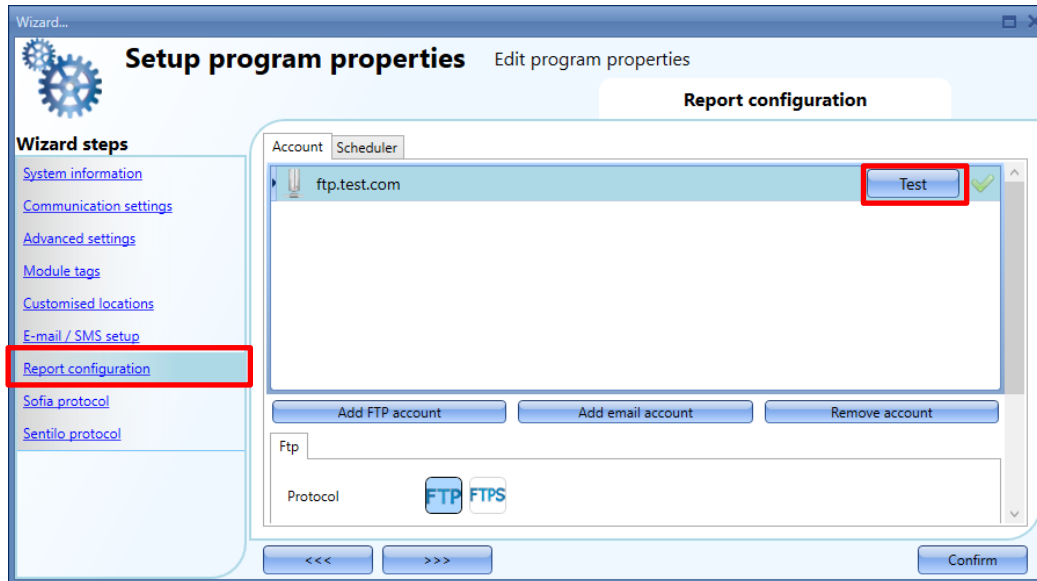 Wizard...
Setup program properties Edit program properties
Report configuration
Wizard steps
System information
Communication settings
Advanced settings
Module tags
Customised locations
E-mail / SMS setup
Report configuration
Sofia protocol
Sentilo protocol
Account Scheduler
ftp.test.com Test
Add FTP account Add email account Remove account
Ftp
Protocol FTP FTPS
<<< >>> Confirm